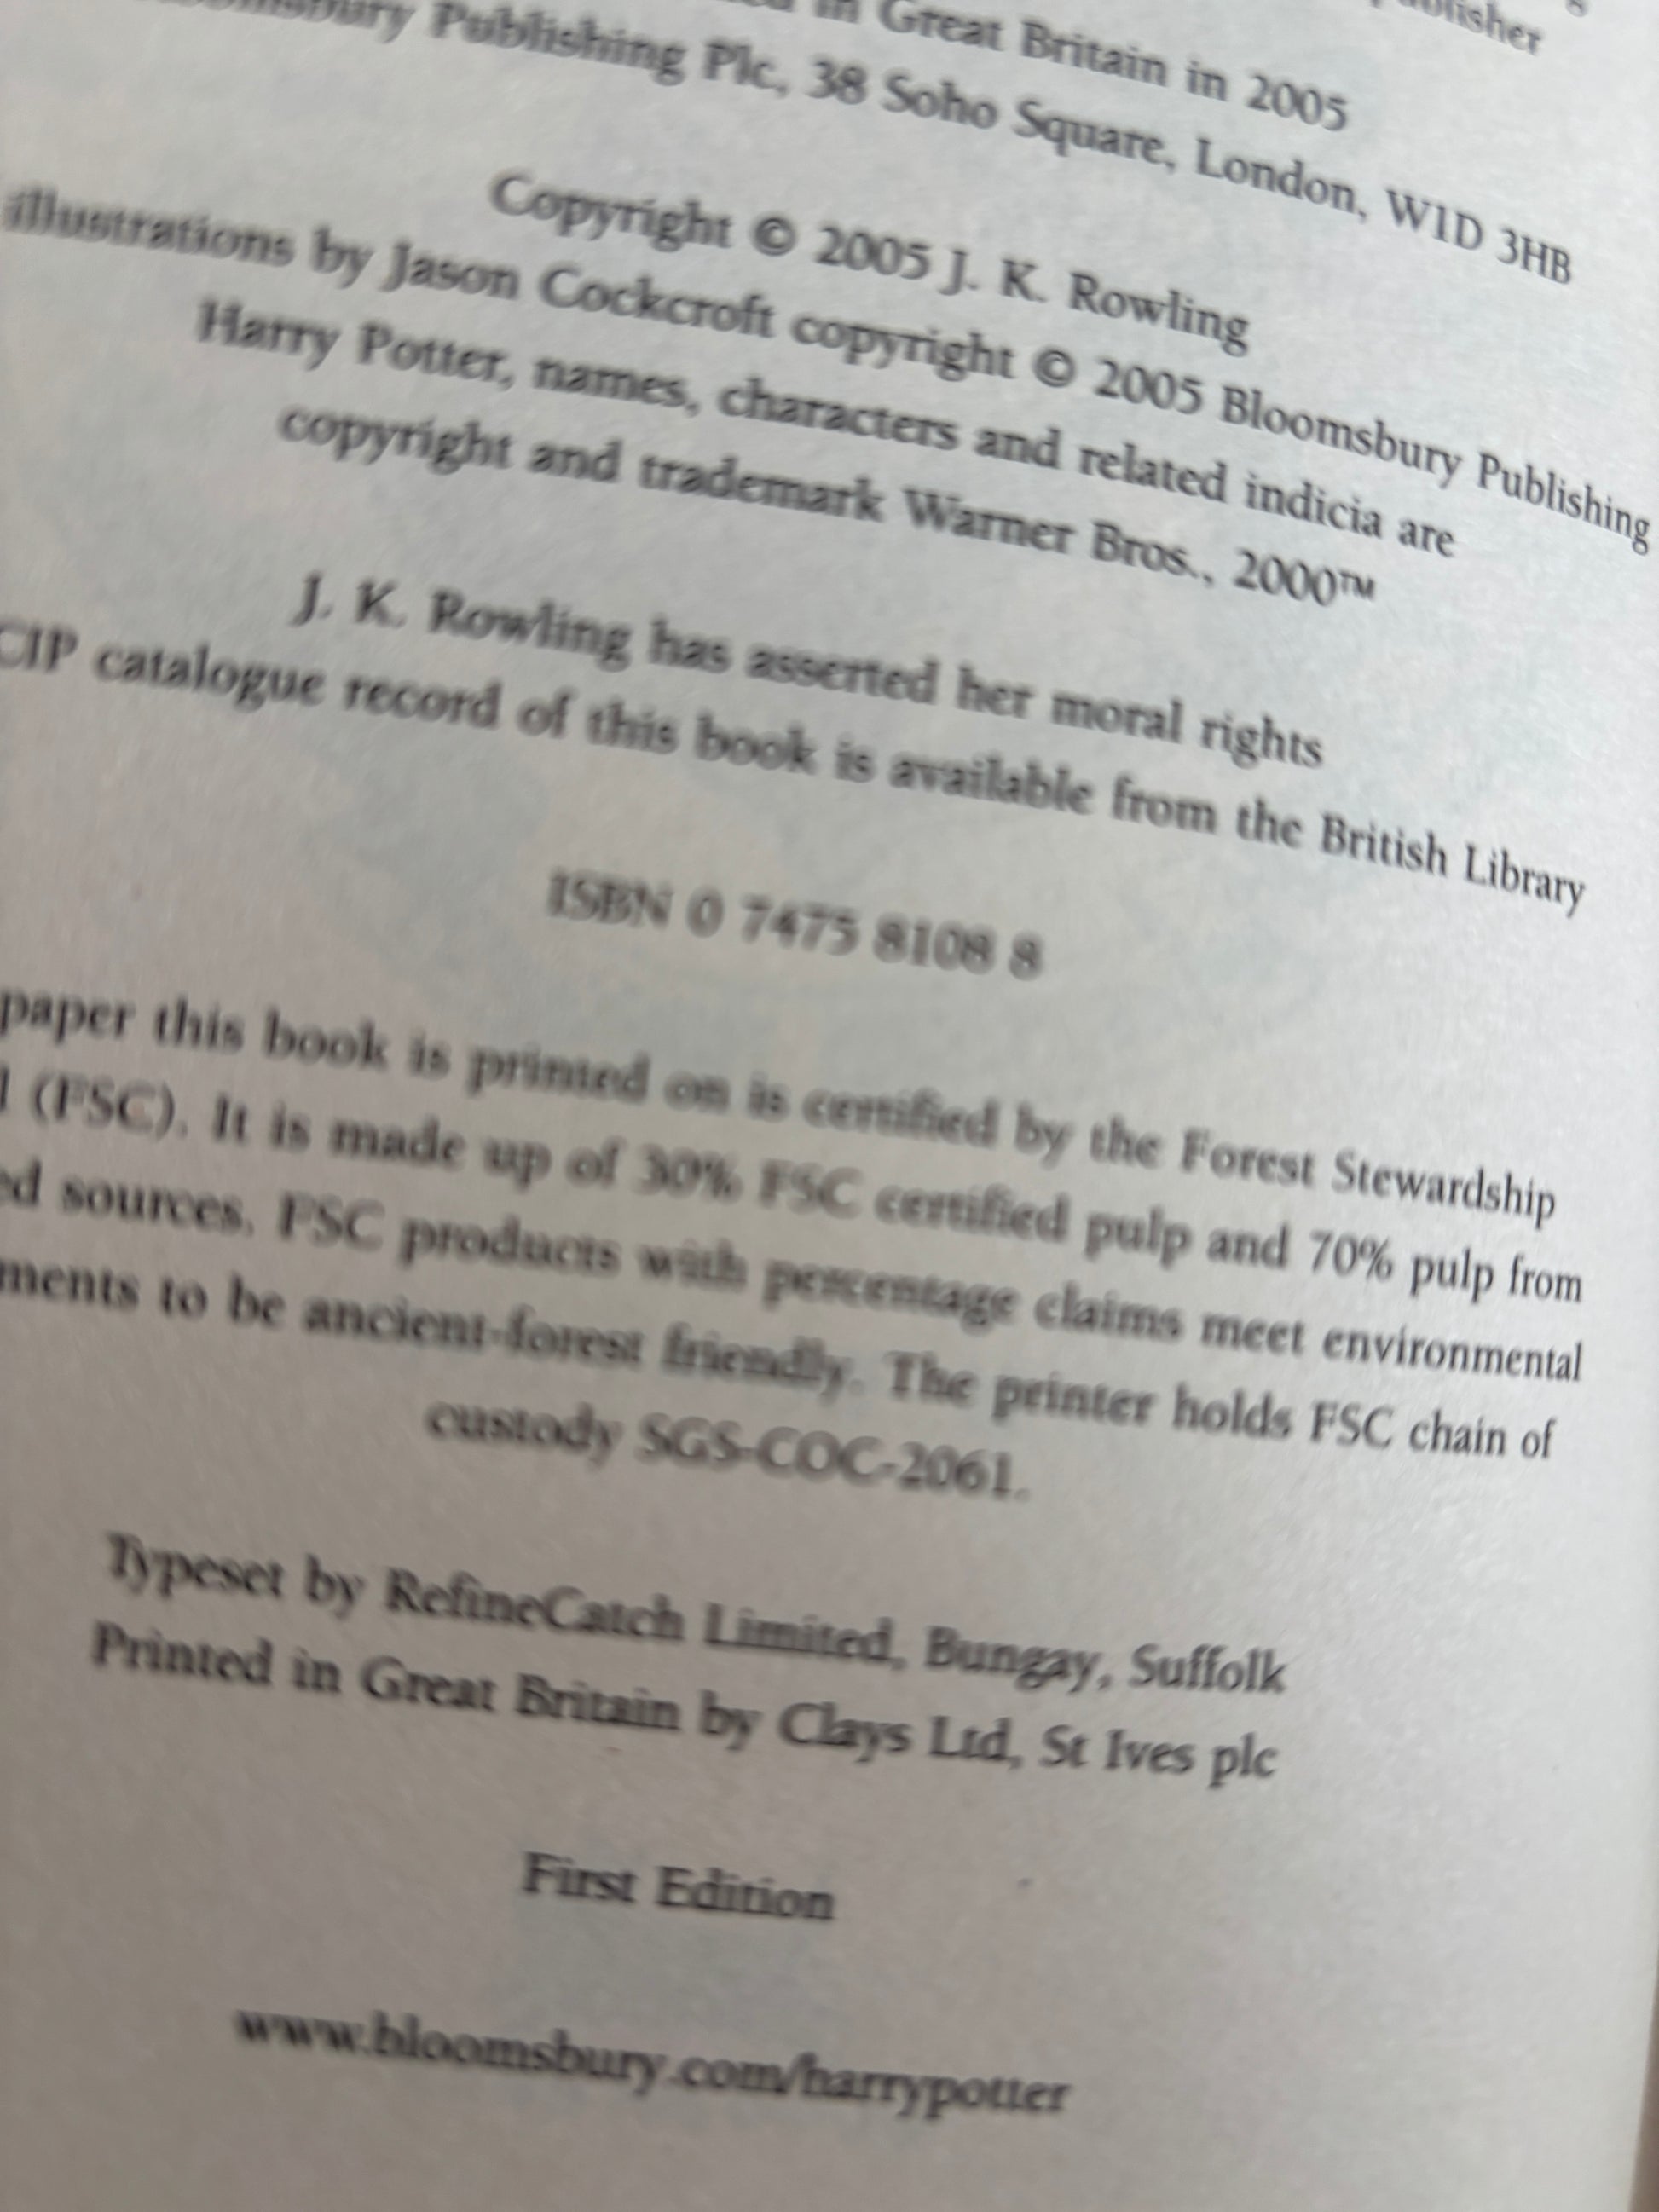 publisher
in Great Britain in 2005
Bloomsbury Publishing Plc, 38 Soho Square, London, W1D 3HB
Copyright © 2005 J. K. Rowling
illustrations by Jason Cockcroft copyright © 2005 Bloomsbury Publishing
Harry Potter, names, characters and related indicia are
copyright and trademark Warner Bros., 2000™
J. K. Rowling has asserted her moral rights
CIP catalogue record of this book is available from the British Library
ISBN 0 7475 8108 8
paper this book is printed on is certified by the Forest Stewardship
l (FSC). It is made up of 30% FSC certified pulp and 70% pulp from
ed sources. FSC products with percentage claims meet environmental
ments to be ancient-forest friendly. The printer holds FSC chain of
custody SGS-COC-2061.
Typeset by RefineCatch Limited, Bungay, Suffolk
Printed in Great Britain by Clays Ltd, St Ives plc
First Edition
www.bloomsbury.com/harrypotter